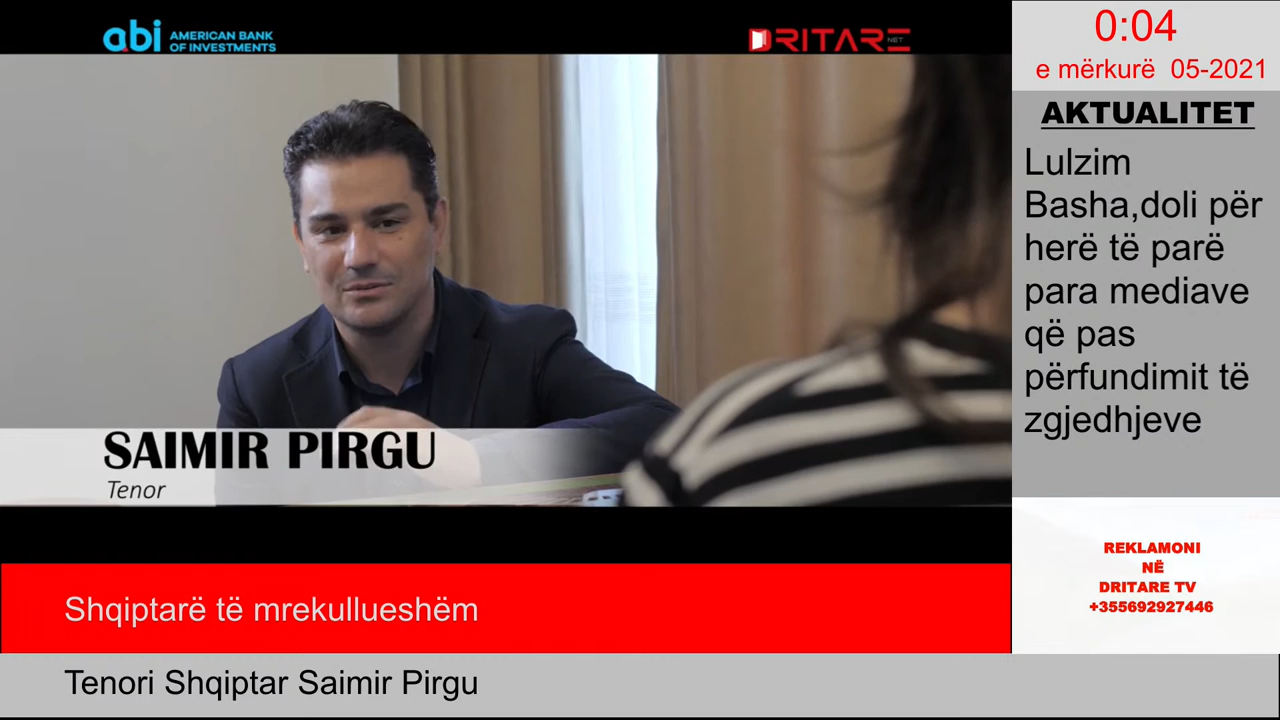 abi AMERICAN BANK
OF INVESTMENTS
DRITARE.NET
0:04
e mërkurë 05-2021
AKTUALITET
Lulzim
Basha,doli për
herë të parë
para mediave
që pas
përfundimit të
zgjedhjeve
SAIMIR PIRGU
Tenor
REKLAMONI
NË
DRITARE TV
+355692927446
Shqiptarë të mrekullueshëm
Tenori Shqiptar Saimir Pirgu